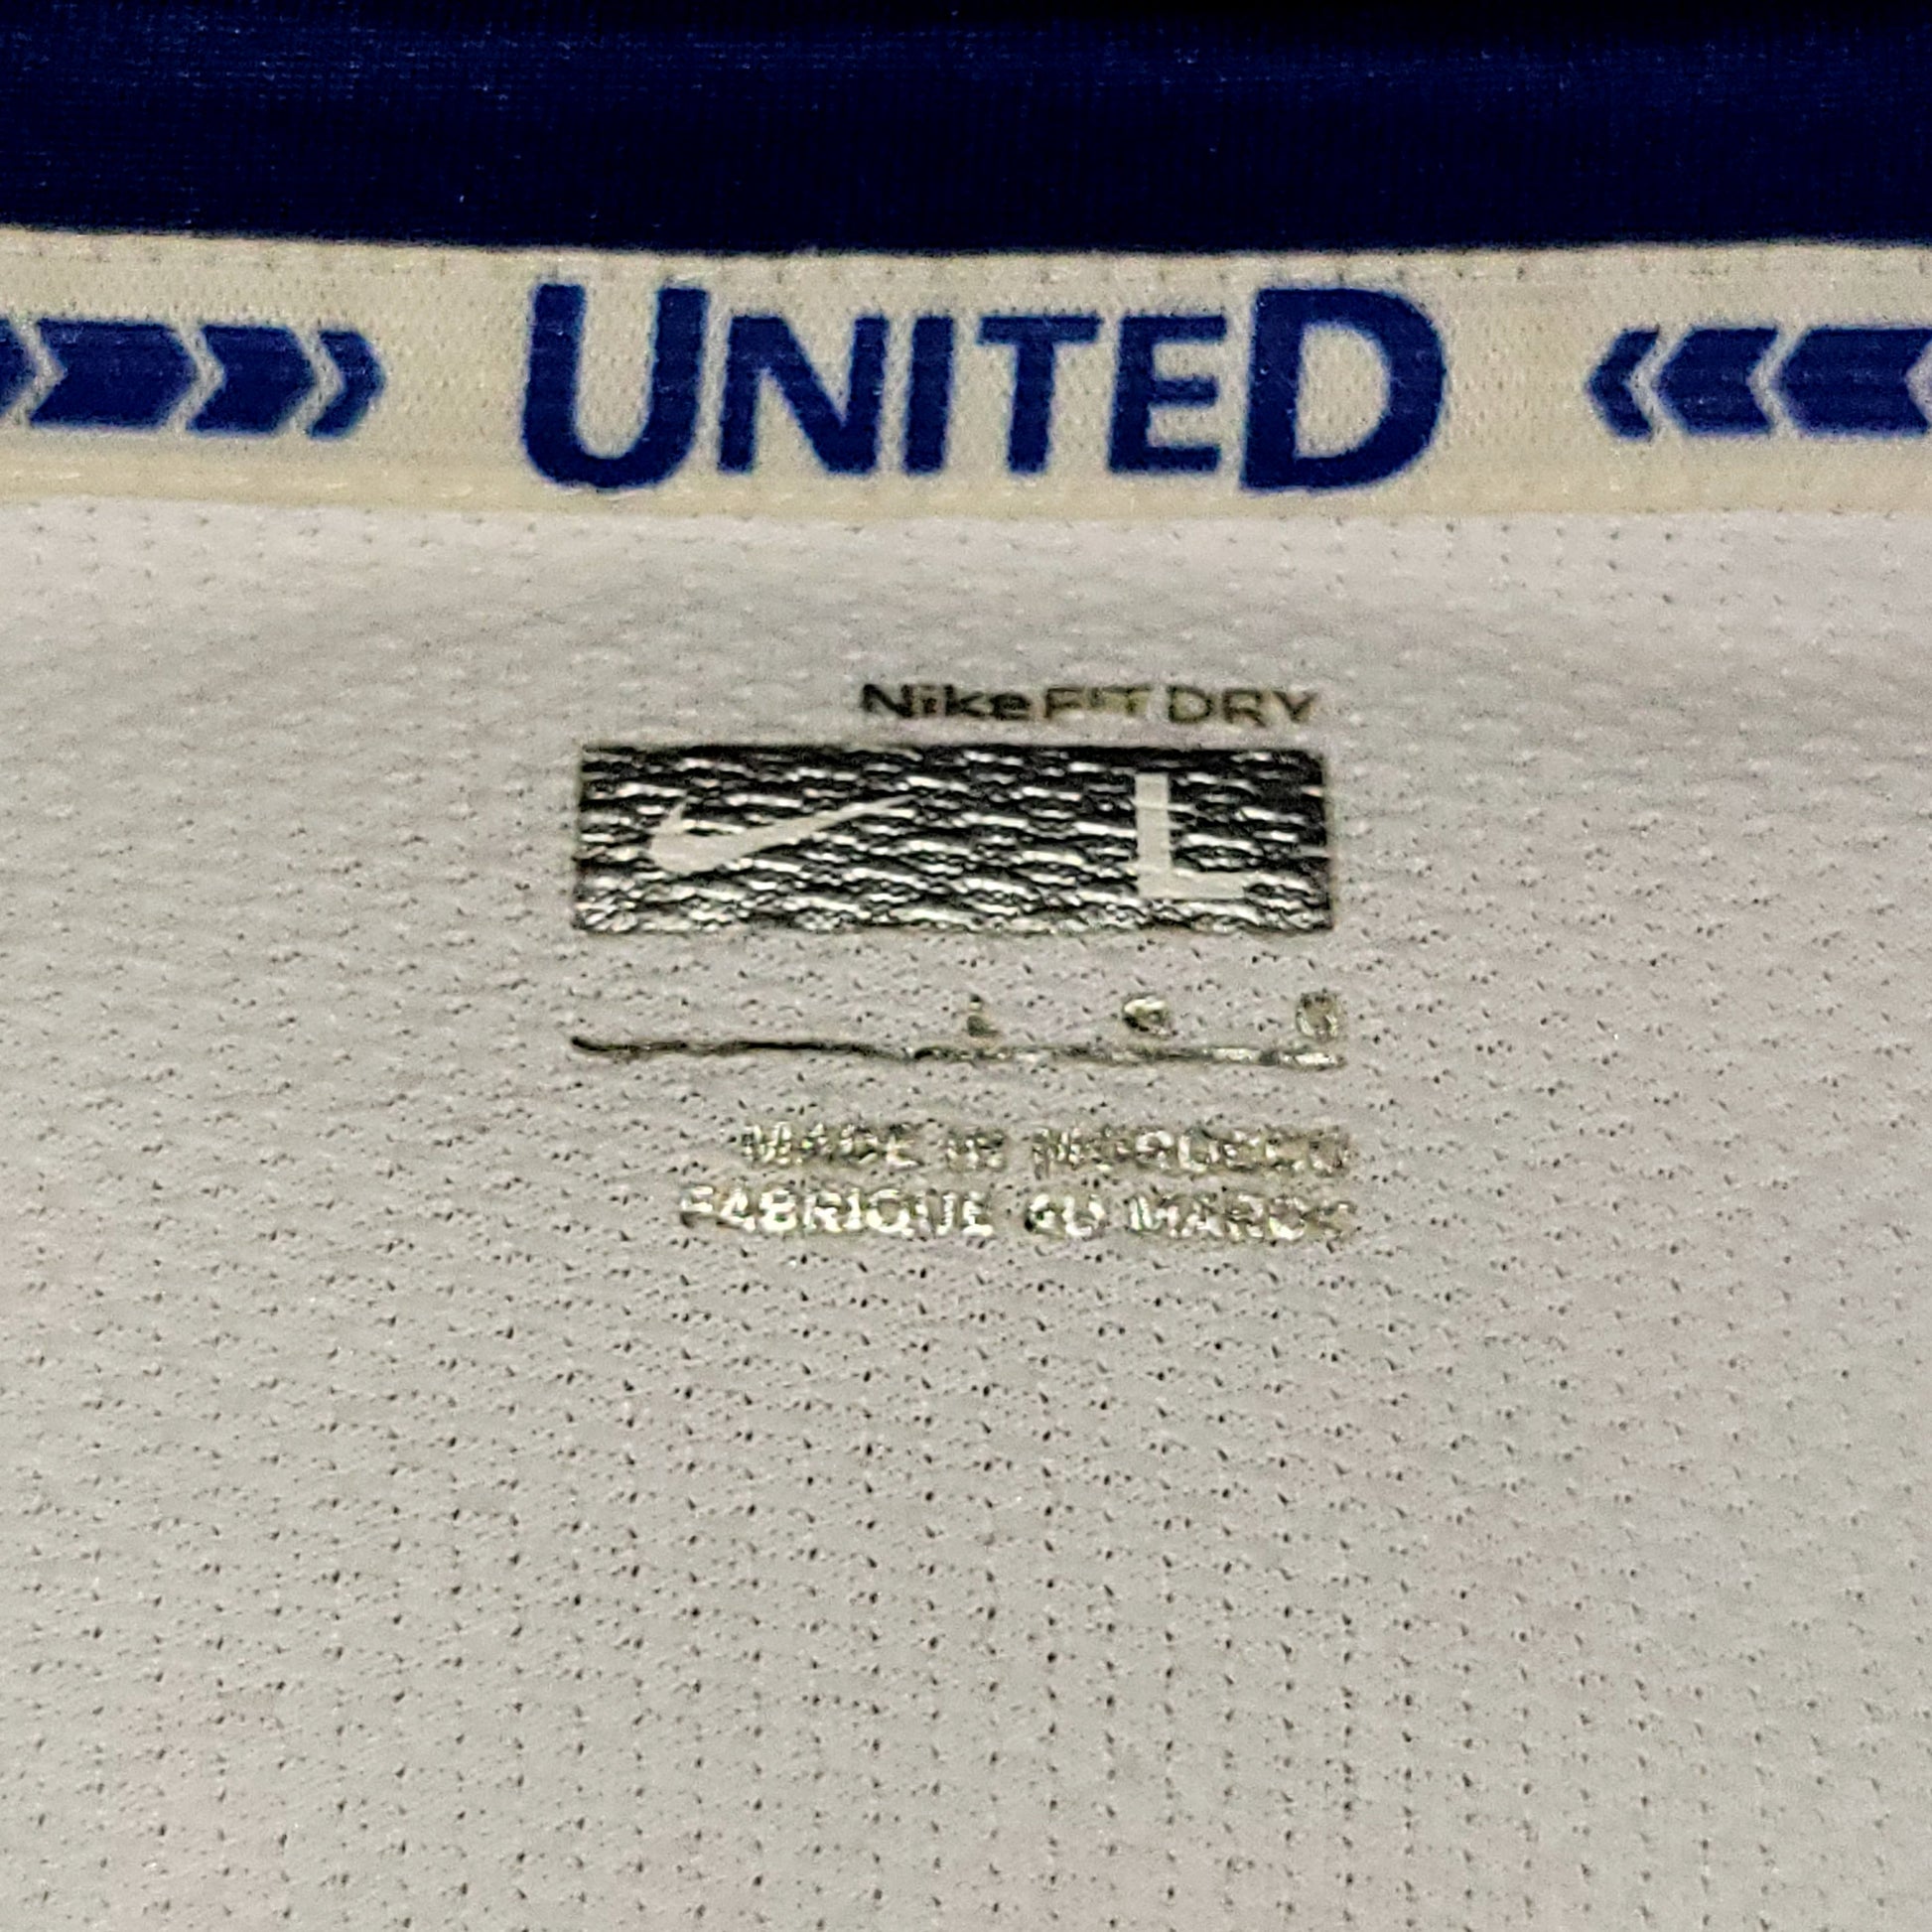 UNITED
Nike FIT DRY
L
MADE IN MOROCCO
FABRIQUE AU MAROC